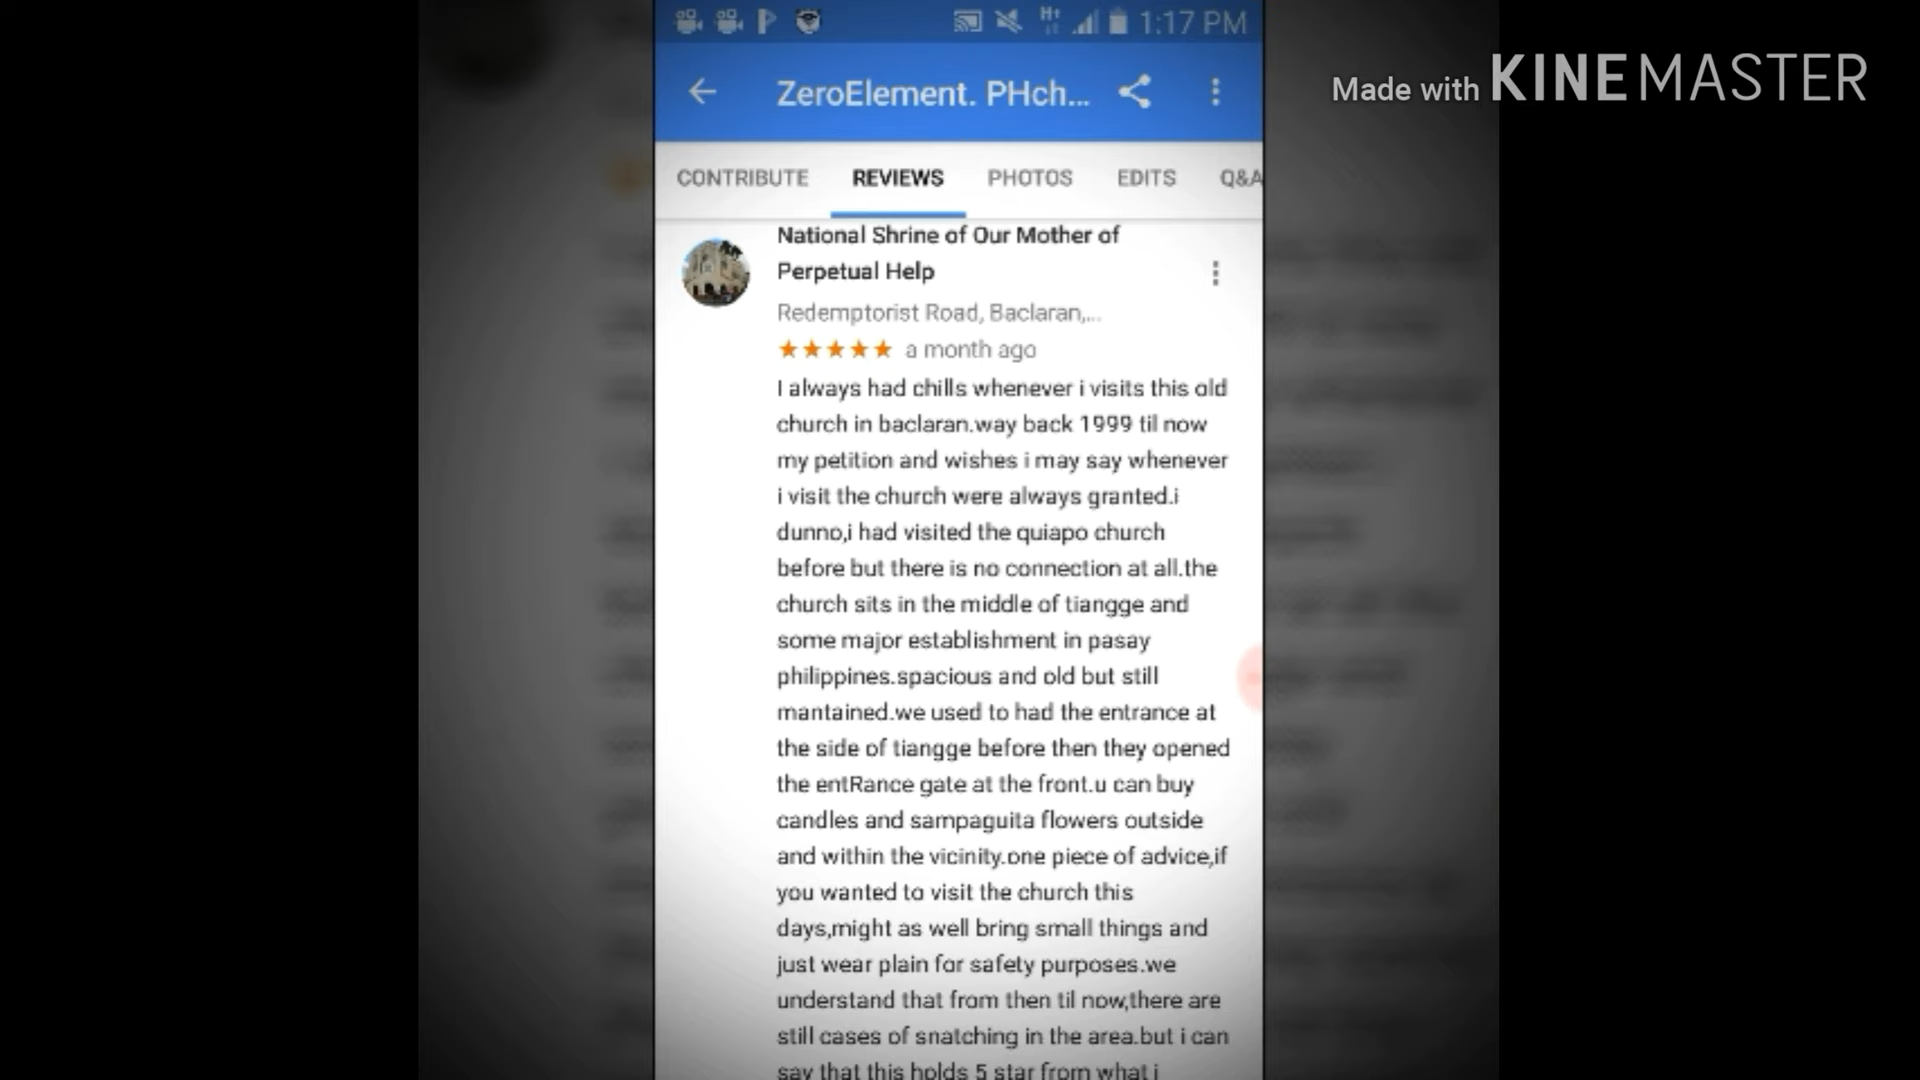 1:17 PM
Made with KINEMASTER
ZeroElement. PHch...
CONTRIBUTE REVIEWS PHOTOS EDITS Q&A
National Shrine of Our Mother of
Perpetual Help
Redemptorist Road, Baclaran,...
a month ago
I always had chills whenever i visits this old
church in baclaran.way back 1999 til now
my petition and wishes i may say whenever
i visit the church were always granted.i
dunno,i had visited the quiapo church
before but there is no connection at all.the
church sits in the middle of tiangge and
some major establishment in pasay
philippines.spacious and old but still
mantained.we used to had the entrance at
the side of tiangge before then they opened
the entRance gate at the front.u can buy
candles and sampaguita flowers outside
and within the vicinity.one piece of advice,if
you wanted to visit the church this
days,might as well bring small things and
just wear plain for safety purposes.we
understand that from then til now,there are
still cases of snatching in the area.but i can
say that this holds 5 star from what i